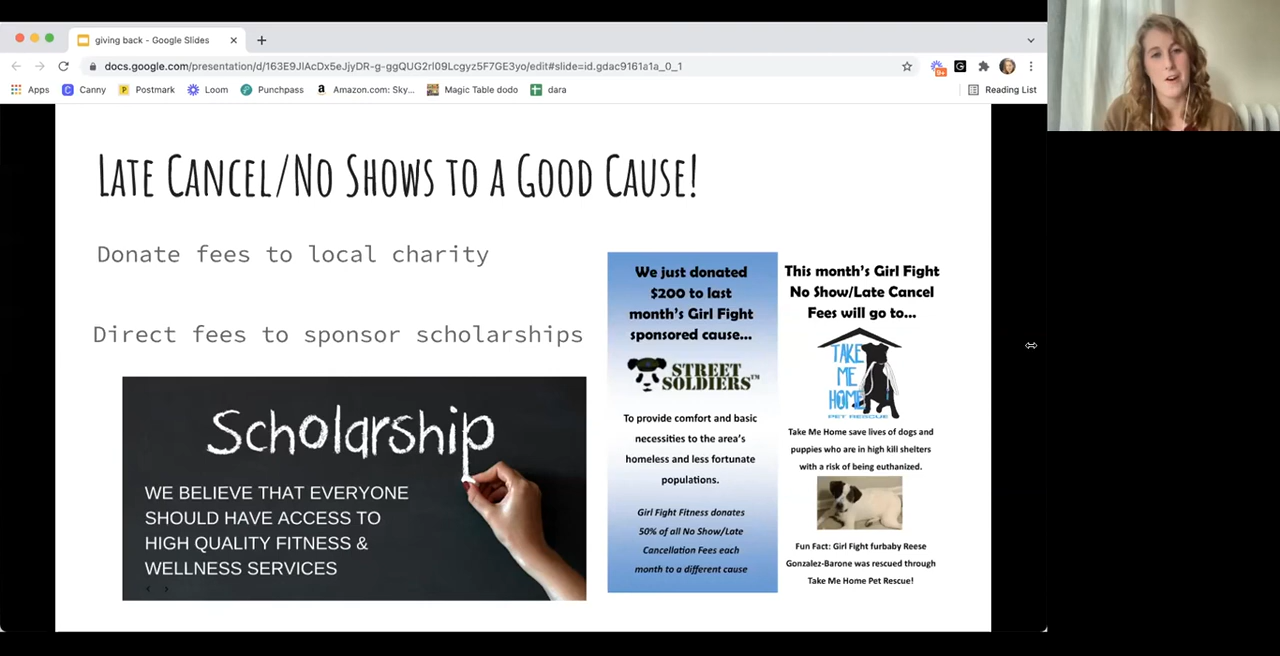 giving back - Google Slides
docs.google.com/presentation/d/163E9JIAcDx5eJjyDR-g-ggQUG2rl09Lcgyz5F7GE3yo/edit#slide=id.gdac9161a1a_0_1
9+
G
Apps
Canny
Postmark
Loom
Punchpass
Amazon.com: Sky...
Magic Table dodo
dara
Reading List
Late Cancel/No Shows to a Good Cause!
Donate fees to local charity
Direct fees to sponsor scholarships
Scholarship
WE BELIEVE THAT EVERYONE
SHOULD HAVE ACCESS TO
HIGH QUALITY FITNESS &
WELLNESS SERVICES
We just donated
$200 to last
month's Girl Fight
sponsored cause...
STREET
SOLDIERS™
To provide comfort and basic
necessities to the area's
homeless and less fortunate
populations.
Girl Fight Fitness donates
50% of all No Show/Late
Cancellation Fees each
month to a different cause
This month's Girl Fight
No Show/Late Cancel
Fees will go to...
TAKE
ME
HOME
PET RESCUE
Take Me Home save lives of dogs and
puppies who are in high kill shelters
with a risk of being euthanized.
Fun Fact: Girl Fight furbaby Reese
Gonzalez-Barone was rescued through
Take Me Home Pet Rescue!